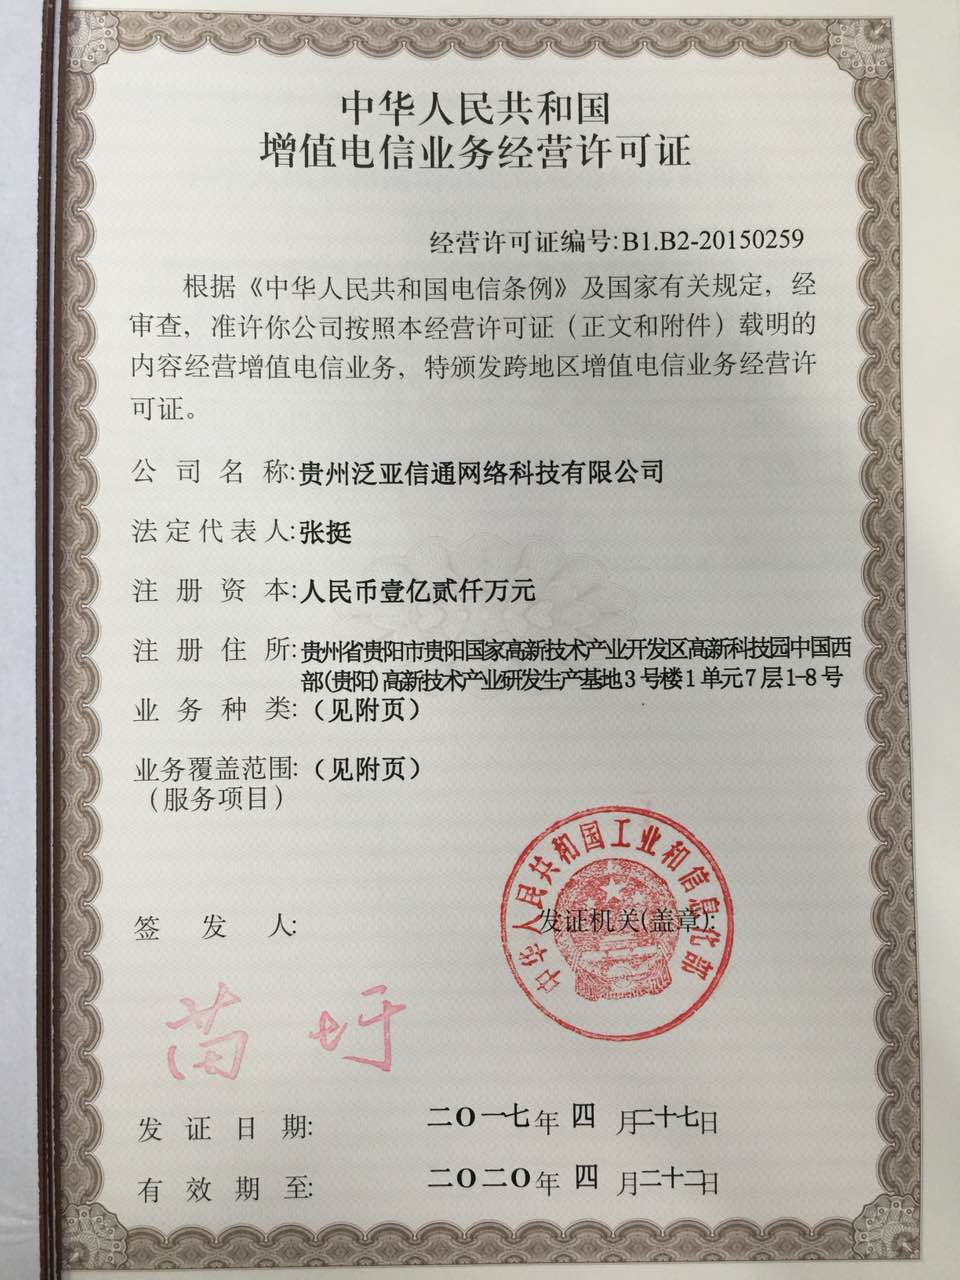 中华人民共和国
增值电信业务经营许可证
经营许可证编号:B1.B2-20150259
根据《中华人民共和国电信条例》及国家有关规定，经
审查，准许你公司按照本经营许可证（正文和附件）载明的
内容经营增值电信业务，特颁发跨地区增值电信业务经营许
可证。
公司名称:贵州泛亚信通网络科技有限公司
法定代表人:张挺
注册资本:人民币壹亿贰仟万元
注册住所:贵州省贵阳市贵阳国家高新技术产业开发区高新科技园中国西
部(贵阳)高新技术产业研发生产基地3号楼1单元7层1-8号
业务种类:（见附页）
业务覆盖范围:（见附页）
（服务项目）
中华人民共和国工业和信息化部
签发人:
发证机关(盖章):
苗圩
发证日期:二〇一七年四月二十七日
有效期至:二〇二〇年四月二十二日